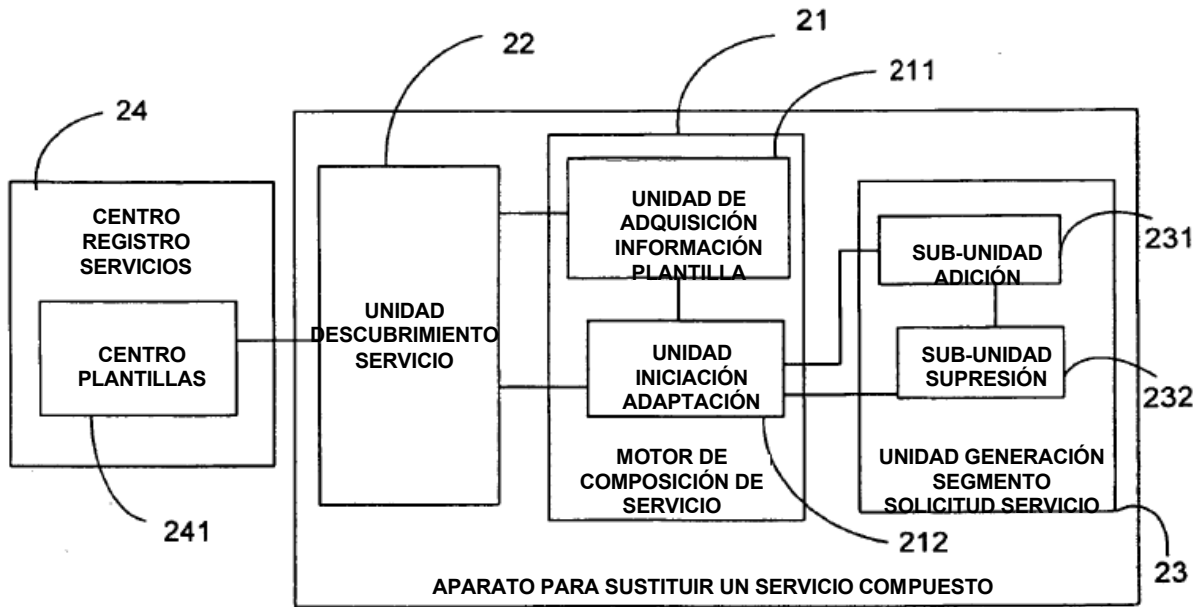 21
22
211
24
CENTRO
REGISTRO
SERVICIOS
UNIDAD DE
ADQUISICIÓN
INFORMACIÓN
PLANTILLA
SUB-UNIDAD
ADICIÓN
231
UNIDAD
DESCUBRIMIENTO
SERVICIO
CENTRO
PLANTILLAS
UNIDAD
INICIACIÓN
ADAPTACIÓN
SUB-UNIDAD
SUPRESIÓN
232
MOTOR DE
COMPOSICIÓN DE
SERVICIO
UNIDAD GENERACIÓN
SEGMENTO
SOLICITUD SERVICIO
241
212
23
APARATO PARA SUSTITUIR UN SERVICIO COMPUESTO